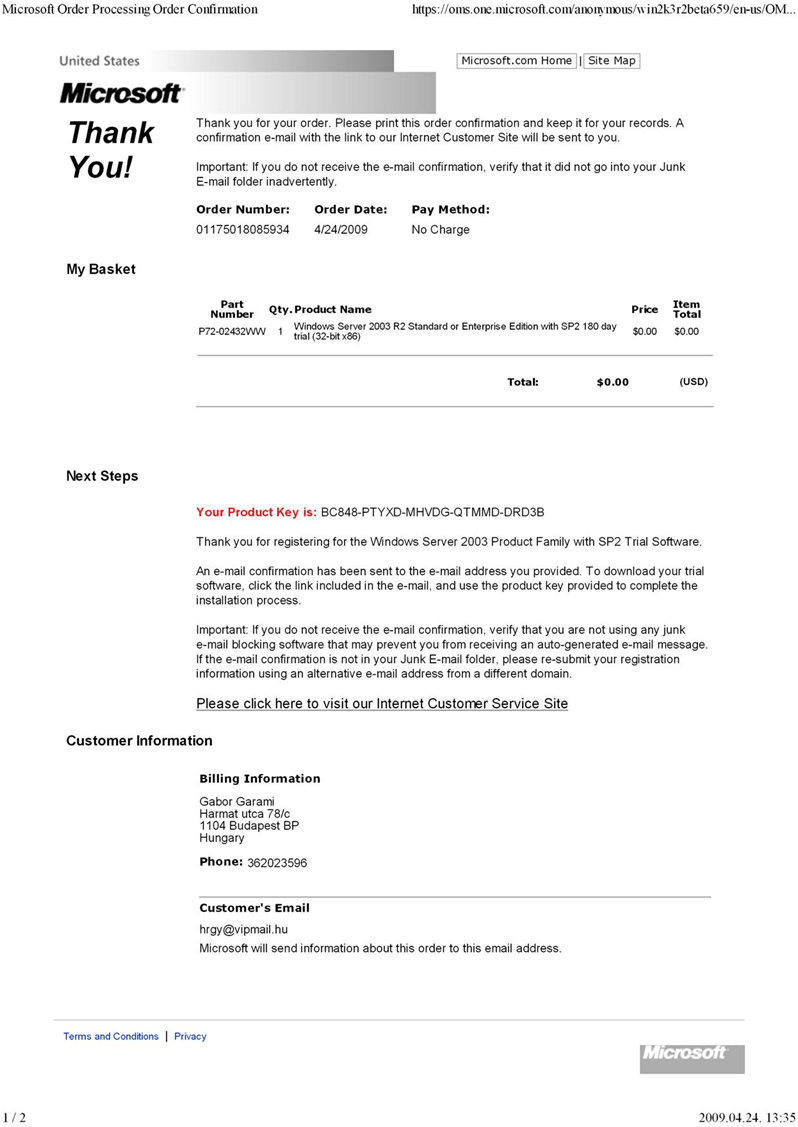 Microsoft Order Processing Order Confirmation
https://oms.one.microsoft.com/anonymous/win2k3r2beta659/en-us/OM...
United States
Microsoft.com Home | Site Map
Microsoft
Thank
You!
Thank you for your order. Please print this order confirmation and keep it for your records. A
confirmation e-mail with the link to our Internet Customer Site will be sent to you.
Important: If you do not receive the e-mail confirmation, verify that it did not go into your Junk
E-mail folder inadvertently.
Order Number: Order Date: Pay Method:
01175018085934 4/24/2009 No Charge
My Basket
Part
Number Qty. Product Name Price Item
Total
P72-02432WW 1 Windows Server 2003 R2 Standard or Enterprise Edition with SP2 180 day
trial (32-bit x86) $0.00 $0.00
Total: $0.00 (USD)
Next Steps
Your Product Key is: BC848-PTYXD-MHVDG-QTMMD-DRD3B
Thank you for registering for the Windows Server 2003 Product Family with SP2 Trial Software.
An e-mail confirmation has been sent to the e-mail address you provided. To download your trial
software, click the link included in the e-mail, and use the product key provided to complete the
installation process.
Important: If you do not receive the e-mail confirmation, verify that you are not using any junk
e-mail blocking software that may prevent you from receiving an auto-generated e-mail message.
If the e-mail confirmation is not in your Junk E-mail folder, please re-submit your registration
information using an alternative e-mail address from a different domain.
Please click here to visit our Internet Customer Service Site
Customer Information
Billing Information
Gabor Garami
Harmat utca 78/c
1104 Budapest BP
Hungary
Phone: 362023596
Customer's Email
hrgy@vipmail.hu
Microsoft will send information about this order to this email address.
Terms and Conditions | Privacy
Microsoft
1 / 2
2009.04.24. 13:35